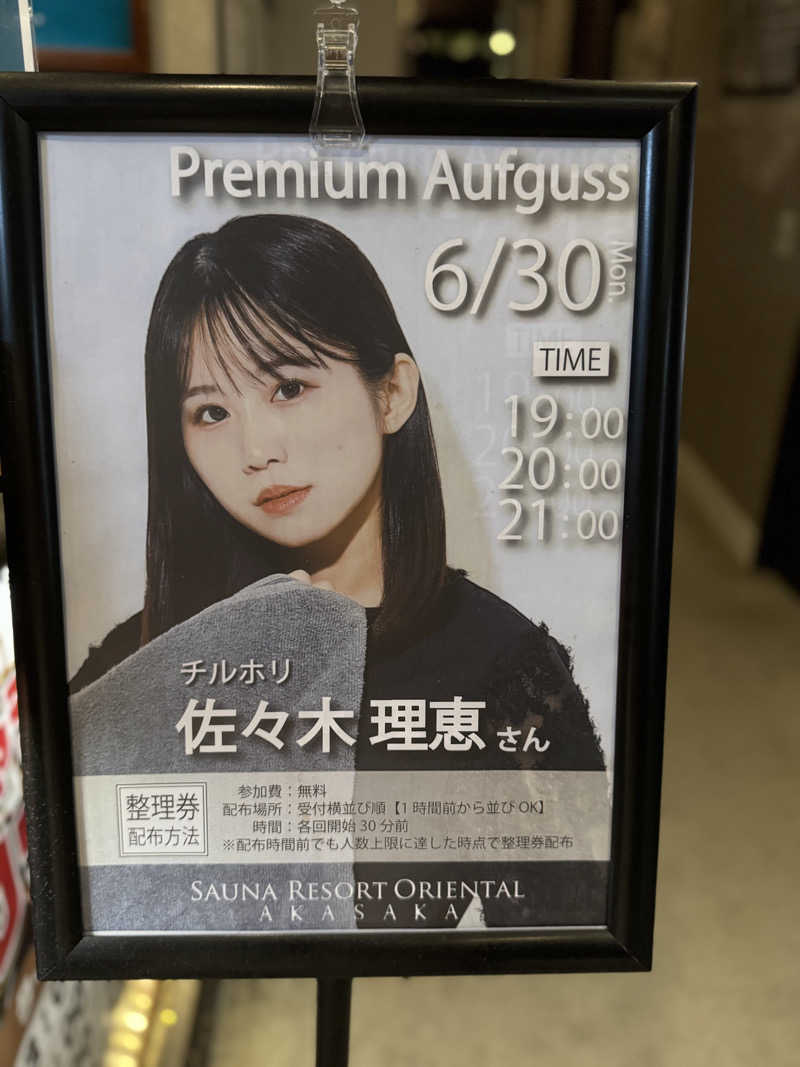 Premium Aufguss
6/30 Mon.
TIME
19:00
20:00
21:00
チルホリ
佐々木 理恵 さん
整理券
配布方法
参加費：無料
配布場所：受付横並び順【1時間前から並びOK】
時間：各回開始30分前
※配布時間前でも人数上限に達した時点で整理券配布
SAUNA RESORT ORIENTAL
AKASAKA